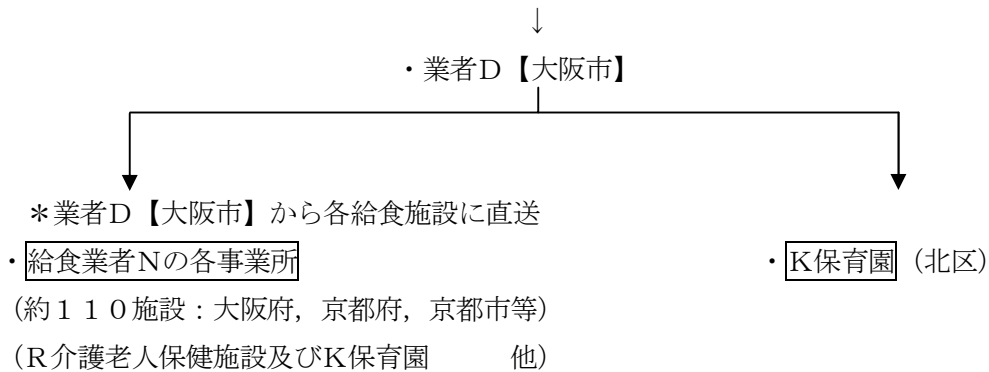 ↓
・業者D【大阪市】
＊業者D【大阪市】から各給食施設に直送
・給食業者Nの各事業所
・K保育園（北区）
（約１１０施設：大阪府，京都府，京都市等）
（R介護老人保健施設及びK保育園　　　他）